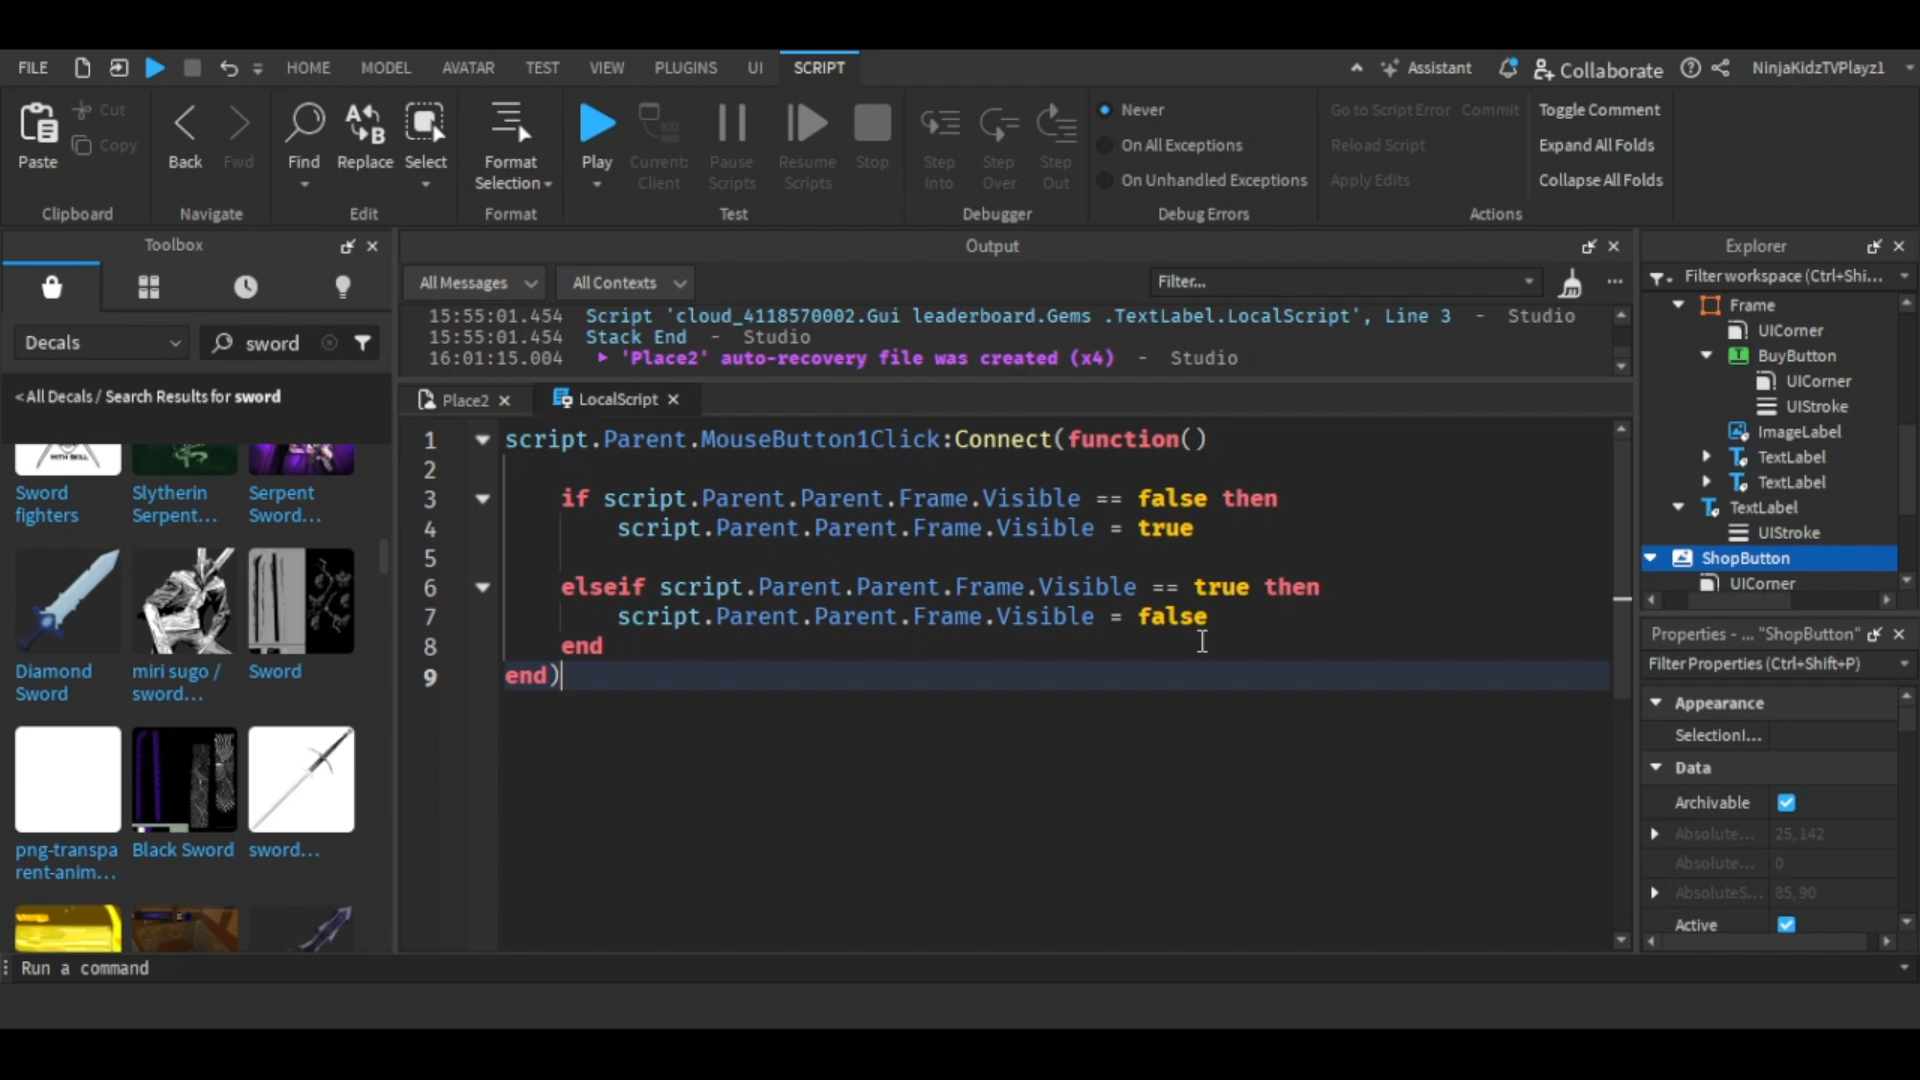 FILE HOME MODEL AVATAR TEST VIEW PLUGINS UI SCRIPT Assistant Collaborate NinjaKidzTVPlayz1
Paste Cut Copy Back Fwd Find Replace Select Format Selection Play Current: Client Pause Scripts Resume Scripts Stop Step Into Step Over Step Out
Never
On All Exceptions
On Unhandled Exceptions
Go to Script Error Commit
Reload Script
Apply Edits
Toggle Comment
Expand All Folds
Collapse All Folds
Clipboard Navigate Edit Format Test Debugger Debug Errors Actions
Toolbox
Decals sword
<All Decals / Search Results for sword
WITH SKILL
Sword fighters
Slytherin Serpent...
Serpent Sword...
Diamond Sword
miri sugo / sword...
Sword
png-transpa rent-anim...
Black Sword
sword...
Output
All Messages All Contexts Filter...
15:55:01.454 Script 'cloud_4118570002.Gui leaderboard.Gems .TextLabel.LocalScript', Line 3 - Studio
15:55:01.454 Stack End - Studio
16:01:15.004 'Place2' auto-recovery file was created (x4) - Studio
Place2 LocalScript
1 script.Parent.MouseButton1Click:Connect(function()
2
3 if script.Parent.Parent.Frame.Visible == false then
4 script.Parent.Parent.Frame.Visible = true
5
6 elseif script.Parent.Parent.Frame.Visible == true then
7 script.Parent.Parent.Frame.Visible = false
8 end
9 end)
Explorer
Filter workspace (Ctrl+Shi...
Frame
UICorner
BuyButton
UICorner
UIStroke
ImageLabel
TextLabel
TextLabel
TextLabel
UIStroke
ShopButton
UICorner
Properties - ... "ShopButton"
Filter Properties (Ctrl+Shift+P)
Appearance
SelectionI...
Data
Archivable
Absolute... 25,142
Absolute... 0
AbsoluteS... 85,90
Active
Run a command